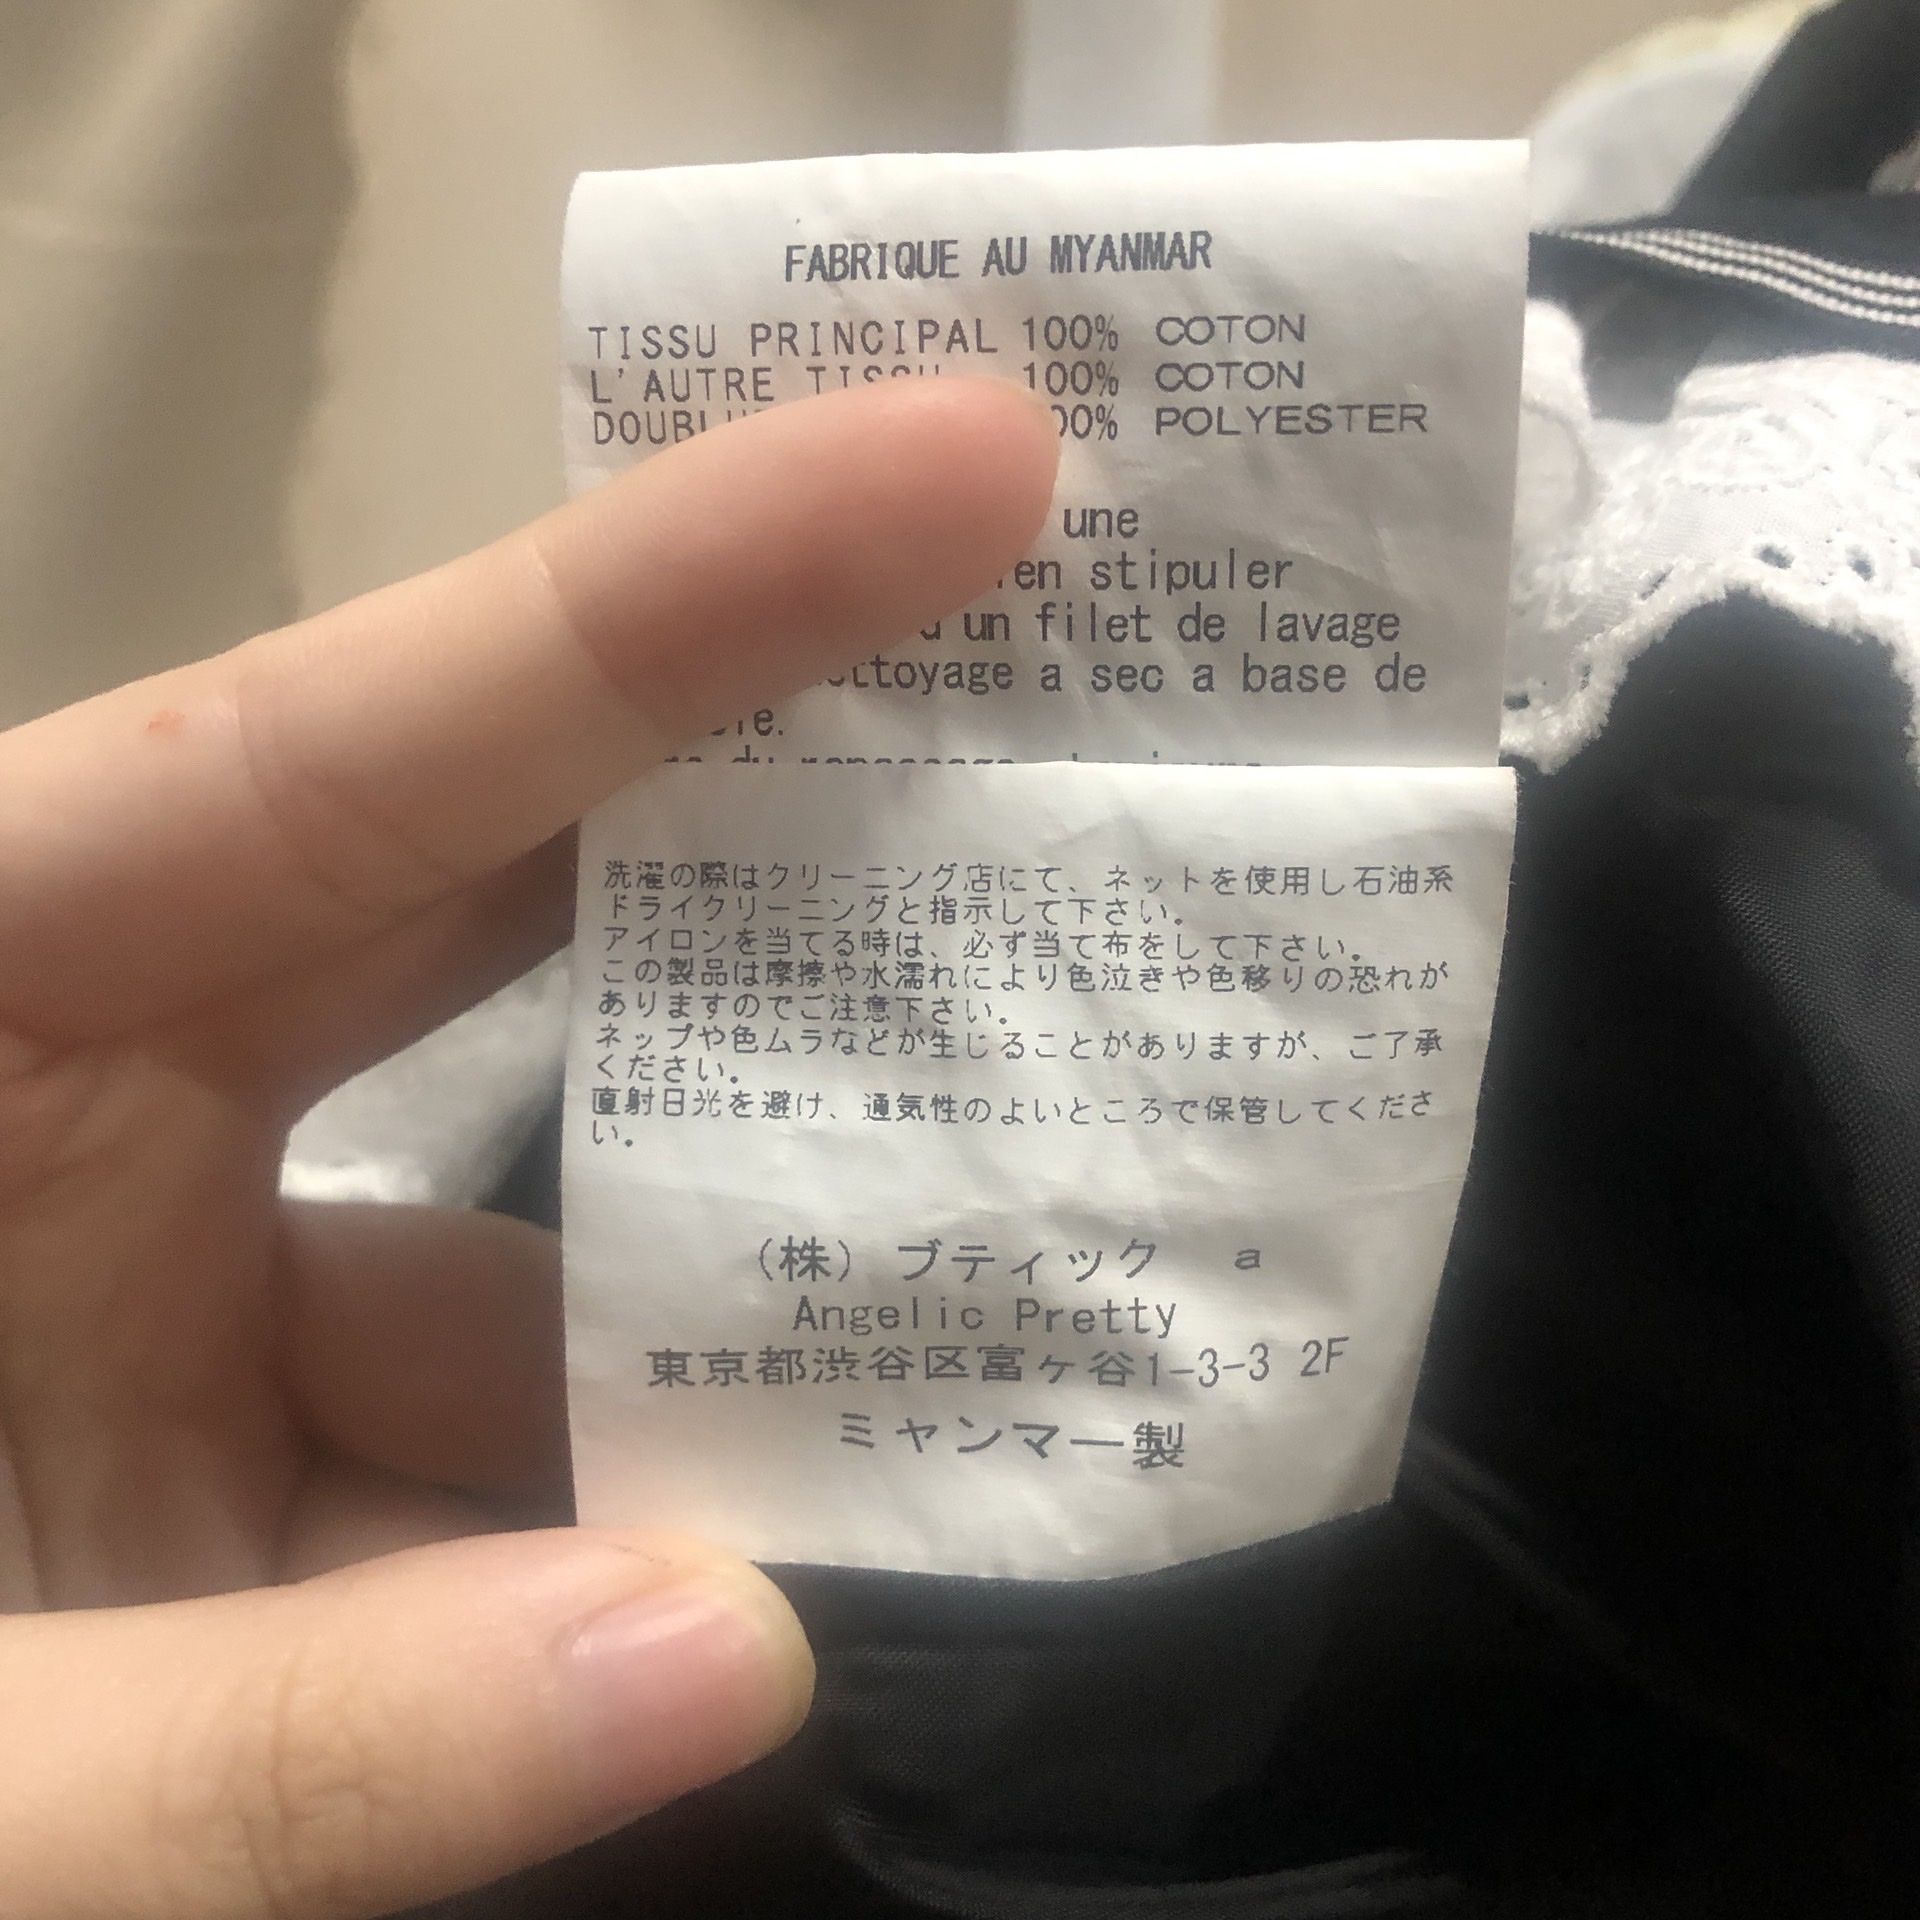 FABRIQUE AU MYANMAR
TISSU PRINCIPAL 100% COTON
L'AUTRE TISSU 100% COTON
100% POLYESTER
une
stipuler
d'un filet de lavage
a sec a base de
du repassage
洗濯の際はクリーニング店にて、ネットを使用し石油系
ドライクリーニングと指示して下さい。
アイロンを当てる時は、必ず当て布をして下さい。
この製品は摩擦や水濡れにより色泣きや色移りの恐れが
ありますのでご注意下さい。
ネップや色ムラなどが生じることがありますが、ご了承
ください。
直射日光を避け、通気性のよいところで保管してくださ
い。
(株) ブティック a
Angelic Pretty
東京都渋谷区富ヶ谷1-3-3 2F
ミャンマー製